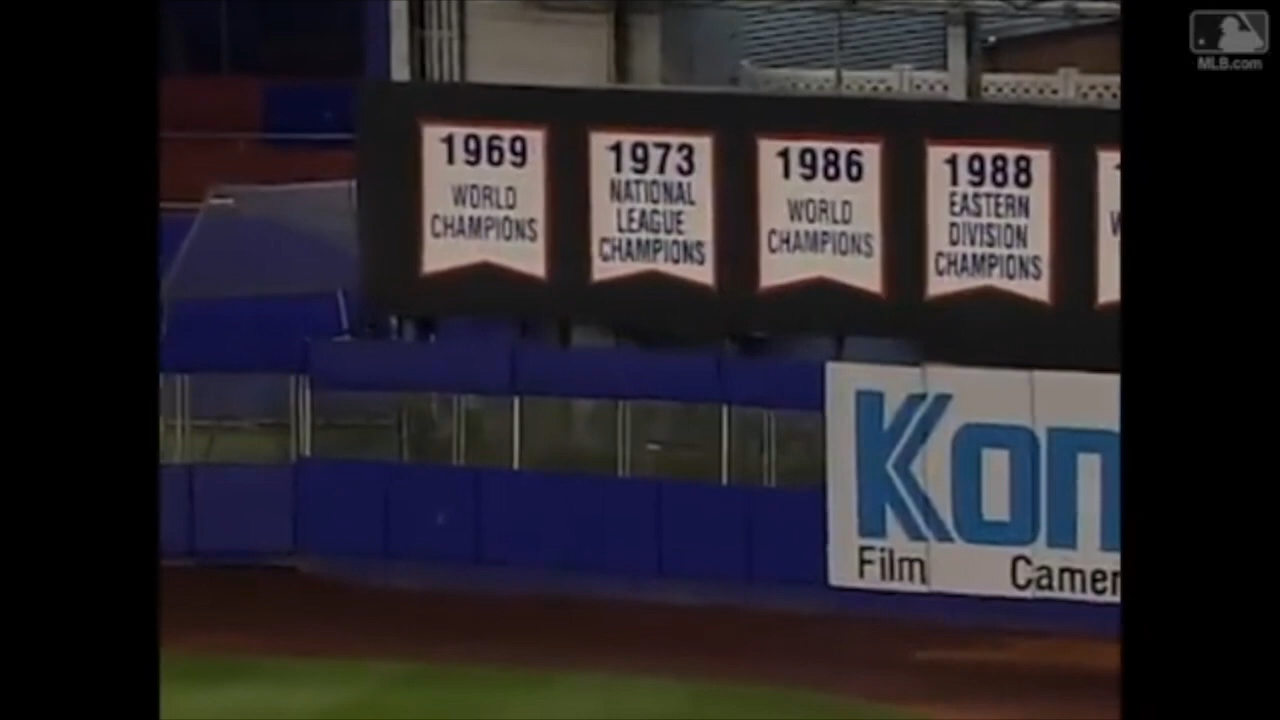 MLB.com
1969
WORLD
CHAMPIONS
1973
NATIONAL
LEAGUE
CHAMPIONS
1986
WORLD
CHAMPIONS
1988
EASTERN
DIVISION
CHAMPIONS
Kon
Film Camer